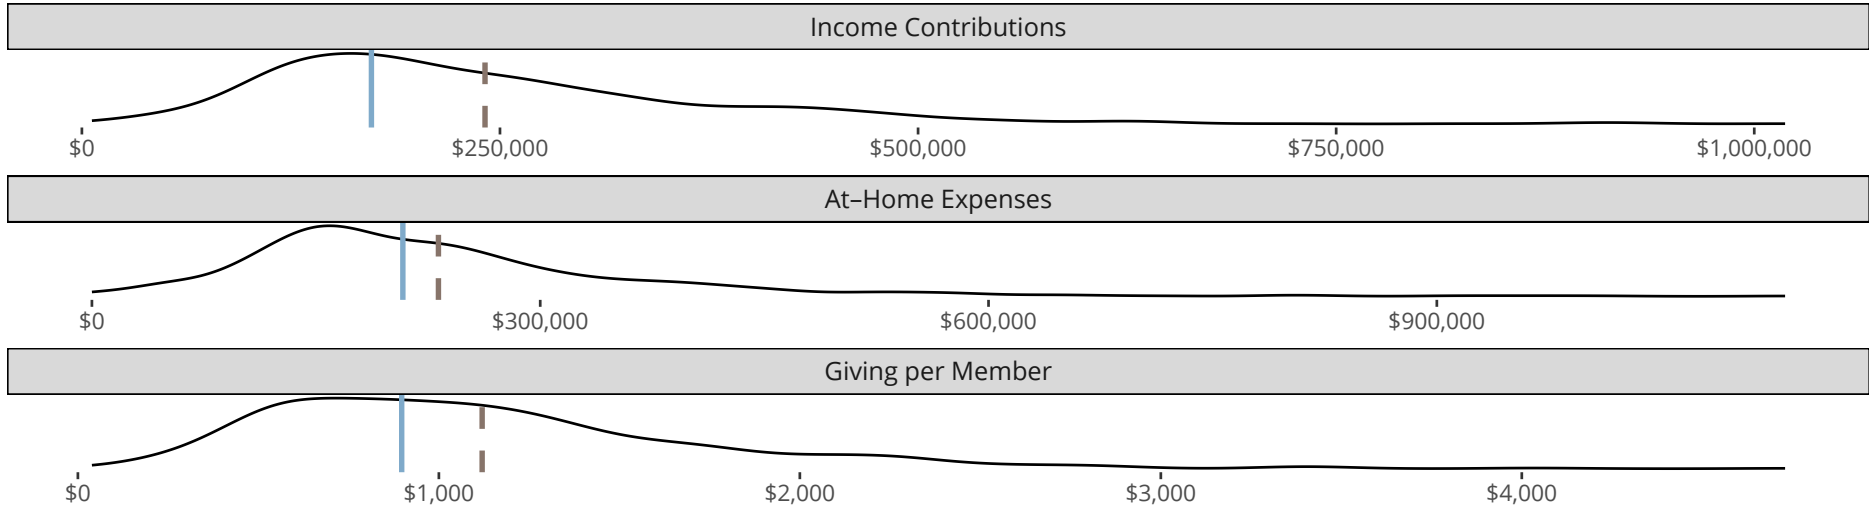 Income Contributions
$0 $250,000 $500,000 $750,000 $1,000,000
At–Home Expenses
$0 $300,000 $600,000 $900,000
Giving per Member
$0 $1,000 $2,000 $3,000 $4,000